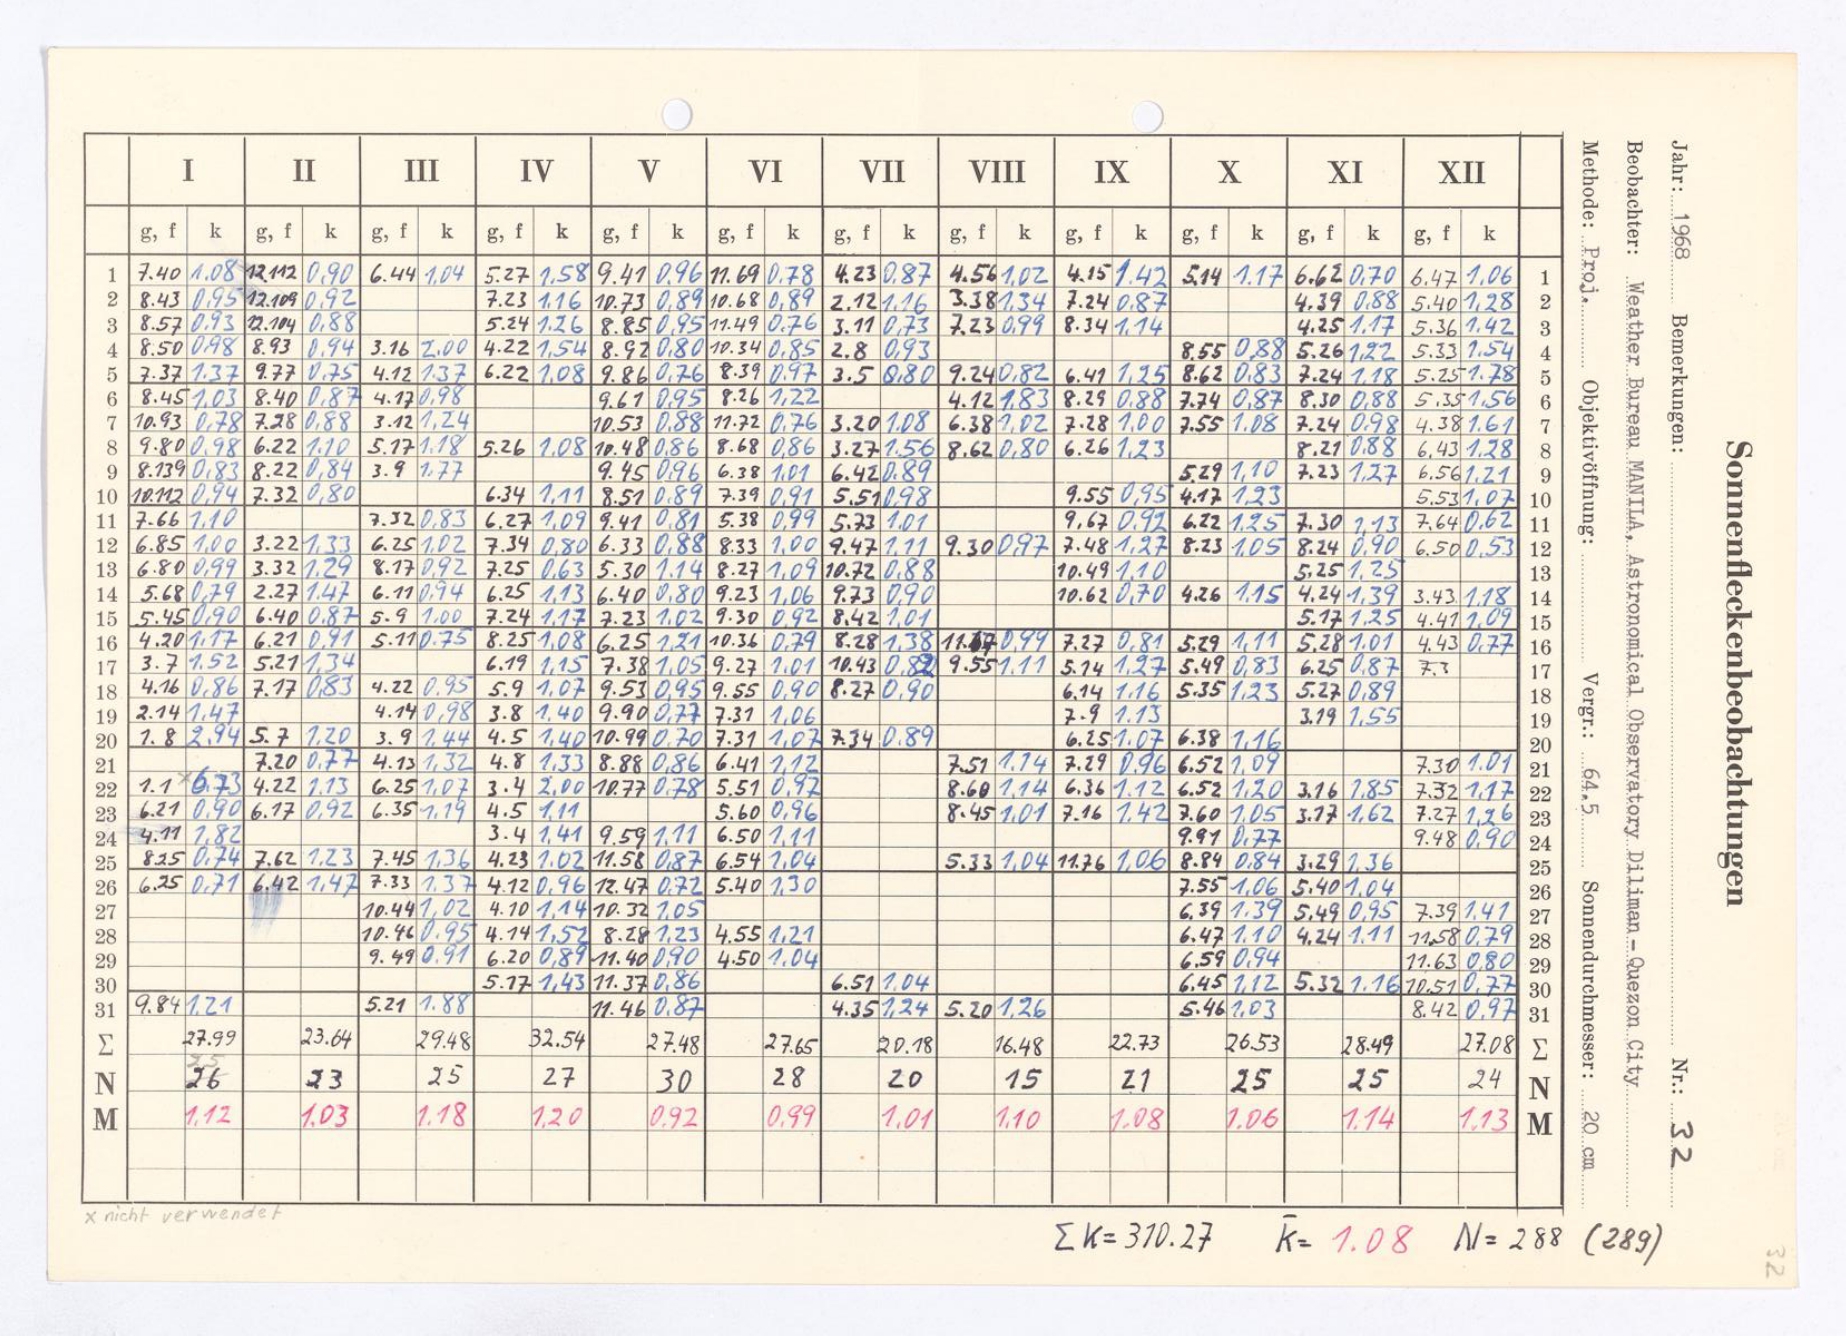 I II III IV V VI VII VIII IX X XI XII
g, f k g, f k g, f k g, f k g, f k g, f k g, f k g, f k g, f k g, f k g, f k g, f k
1 7.40 1.08 12.112 0,90 6.44 1,04 5.27 1,58 9.41 0,96 11.69 0,78 4.23 0,87 4.56 1,02 4.15 1.42 5.14 1.17 6.62 0,70 6.47 1.06 1
2 8.43 0,95 12.109 0,92 7.23 1.16 10.73 0,89 10.68 0,89 2.12 1,16 3.38 1,34 7.24 0,87 4.39 0,88 5.40 1,28 2
3 8.57 0,93 12.104 0,88 5.24 1,26 8.85 0,95 11.49 0,76 3.11 0,73 7.23 0,99 8.34 1,14 4.25 1.17 5.36 1.42 3
4 8.50 0,98 8.93 0,94 3.16 2,00 4.22 1,54 8.92 0,80 10.34 0,85 2.8 0,93 8.55 0,88 5.26 1,22 5.33 1.54 4
5 7.37 1.37 9.77 0,75 4.12 1.37 6.22 1,08 9.86 0,76 8.39 0,97 3.5 0,80 9.24 0,82 6.41 1,25 8.62 0,83 7.24 1,18 5.25 1.78 5
6 8.45 1,03 8.40 0,87 4.17 0,98 9.61 0,95 8.26 1,22 4.12 1,83 8.29 0,88 7.74 0,87 8.30 0,88 5.35 1,56 6
7 10.93 0,78 7.28 0,88 3.12 1,24 10.53 0,88 11.72 0,76 3.20 1.08 6.38 1,02 7.28 1,00 7.55 1.08 7.24 0,98 4.38 1.61 7
8 9.80 0,98 6.22 1.10 5.17 1.18 5.26 1,08 10.48 0,86 8.68 0,86 3.27 1.56 8.62 0,80 6.26 1,23 8.21 0,88 6,43 1,28 8
9 8.139 0,83 8.22 0,84 3.9 1.77 9.45 0,96 6.38 1,01 6.42 0,89 5.29 1,10 7.23 1,27 6.56 1.21 9
10 10.112 0,94 7.32 0,80 6.34 1,11 8.51 0,89 7.39 0,91 5.51 0,98 9.55 0,95 4.17 1,23 5.53 1,07 10
11 7.66 1,10 7.32 0,83 6.27 1,09 9.41 0,81 5.38 0,99 5.73 1.01 9,67 0,92 6.22 1.25 7.30 1,13 7.64 0,62 11
12 6.85 1,00 3.22 1,33 6.25 1,02 7.34 0,80 6.33 0,88 8.33 1,00 9.47 1,11 9.30 0,97 7.48 1,27 8.23 1,05 8.24 0,90 6.50 0,53 12
13 6.80 0,99 3.32 1,29 8.17 0,92 7.25 0,63 5.30 1.14 8.27 1,09 10.72 0,88 10.49 1,10 5,25 1,25 13
14 5.68 0,79 2.27 1.47 6.11 0,94 6.25 1,13 6.40 0,80 9.23 1,06 9.73 0,90 10.62 0,70 4.26 1.15 4.24 1,39 3.43 1.18 14
15 5.45 0,90 6.40 0,87 5.9 1.00 7.24 1.17 7.23 1,02 9.30 0,92 8,42 1,01 5.17 1.25 4.41 1,09 15
16 4.20 1.17 6.21 0,91 5.11 0.75 8.25 1,08 6.25 1,21 10.36 0,79 8.28 1,38 11. 0,99 7.27 0,81 5.29 1,11 5.28 1.01 4.43 0,77 16
17 3.7 1.52 5.21 1,34 6.19 1,15 7.38 1.05 9.27 1.01 10.43 0,82 9.55 1.11 5.14 1,27 5.49 0,83 6.25 0,87 7.3 17
18 4.16 0,86 7.17 0,83 4.22 0,95 5.9 1,07 9.53 0,95 9.55 0,90 8.27 0,90 6.14 1.16 5.35 1,23 5.27 0,89 18
19 2.14 1,47 4.14 0,98 3.8 1,40 9.90 0,77 7.31 1,06 7.9 1.13 3.19 1.55 19
20 1.8 2,94 5.7 1,20 3.9 1,44 4.5 1,40 10.99 0,70 7.31 1,07 7.34 0.89 6.25 1.07 6.38 1,16 20
21 7.20 0,77 4.13 1,32 4.8 1.33 8.88 0,86 6.41 1,12 7.51 1.14 7.29 0,96 6.52 1,09 7.30 1.01 21
22 1.1 x6,73 4.22 1,13 6.25 1,07 3.4 2,00 10.77 0,78 5.51 0,97 8.60 1,14 6.36 1.12 6.52 1,20 3.16 1,85 7.32 1,17 22
23 6.21 0,90 6.17 0,92 6.35 1,19 4.5 1,11 5.60 0,96 8.45 1,01 7.16 1,42 7.60 1.05 3.17 1,62 7.27 1,26 23
24 4.11 1,82 3.4 1,41 9.59 1.11 6.50 1,11 9.91 0,77 9.48 0,90 24
25 8.25 0,74 7.62 1.23 7.45 1,36 4.23 1.02 11.58 0,87 6.54 1,04 5.33 1,04 11.76 1,06 8.84 0,84 3.29 1,36 25
26 6.25 0,71 6.42 1,47 7.33 1.37 4.12 0,96 12.47 0,72 5.40 1,30 7.55 1,06 5.40 1.04 26
27 10.44 1,02 4.10 1,14 10.32 1,05 6,39 1.39 5,49 0,95 7.39 1,41 27
28 10.46 0,95 4.14 1,52 8.28 1,23 4.55 1,21 6.47 1.10 4,24 1.11 11,58 0,79 28
29 9.49 0.91 6.20 0,89 11.40 0,90 4.50 1.04 6.59 0,94 11.63 0,80 29
30 5.17 1,43 11.37 0,86 6.51 1.04 6.45 1,12 5.32 1.16 10.51 0,77 30
31 9.84 1.21 5.21 1.88 11.46 0,87 4.35 1,24 5.20 1,26 5.46 1.03 8.42 0,97 31
Σ 27.99 23.64 29.48 32.54 27.48 27.65 20.18 16.48 22.73 26.53 28.49 27.08 Σ
25
N 26 23 25 27 30 28 20 15 21 25 25 24 N
M 1.12 1.03 1.18 1,20 0.92 0,99 1.01 1.10 1.08 1.06 1.14 1.13 M
x nicht verwendet
ΣK= 310.27 k̄= 1.08 N= 288 (289)
Sonnenfleckenbeobachtungen
Jahr: 1968 Bemerkungen: Nr.: 32
Beobachter: Weather Bureau MANILA, Astronomical Observatory Diliman-Quezon City
Methode: Proj. Objektivöffnung: Vergr.: 64.5 Sonnendurchmesser: 20 cm
32